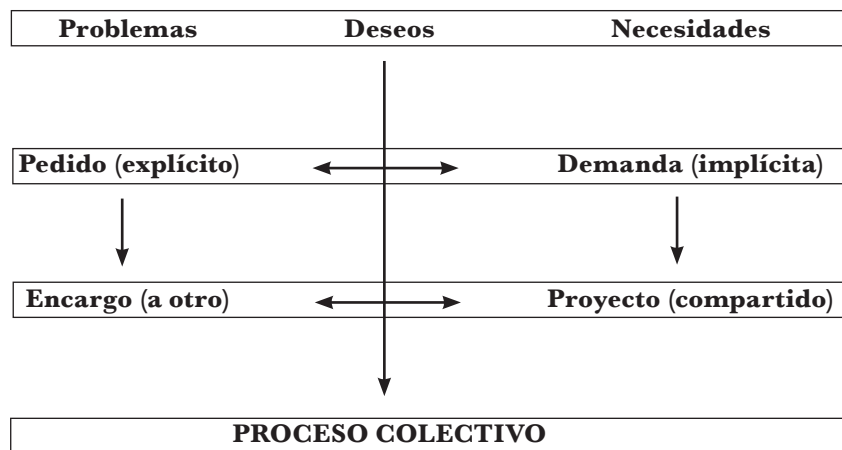 Problemas Deseos Necesidades
Pedido (explícito) Demanda (implícita)
Encargo (a otro) Proyecto (compartido)
PROCESO COLECTIVO